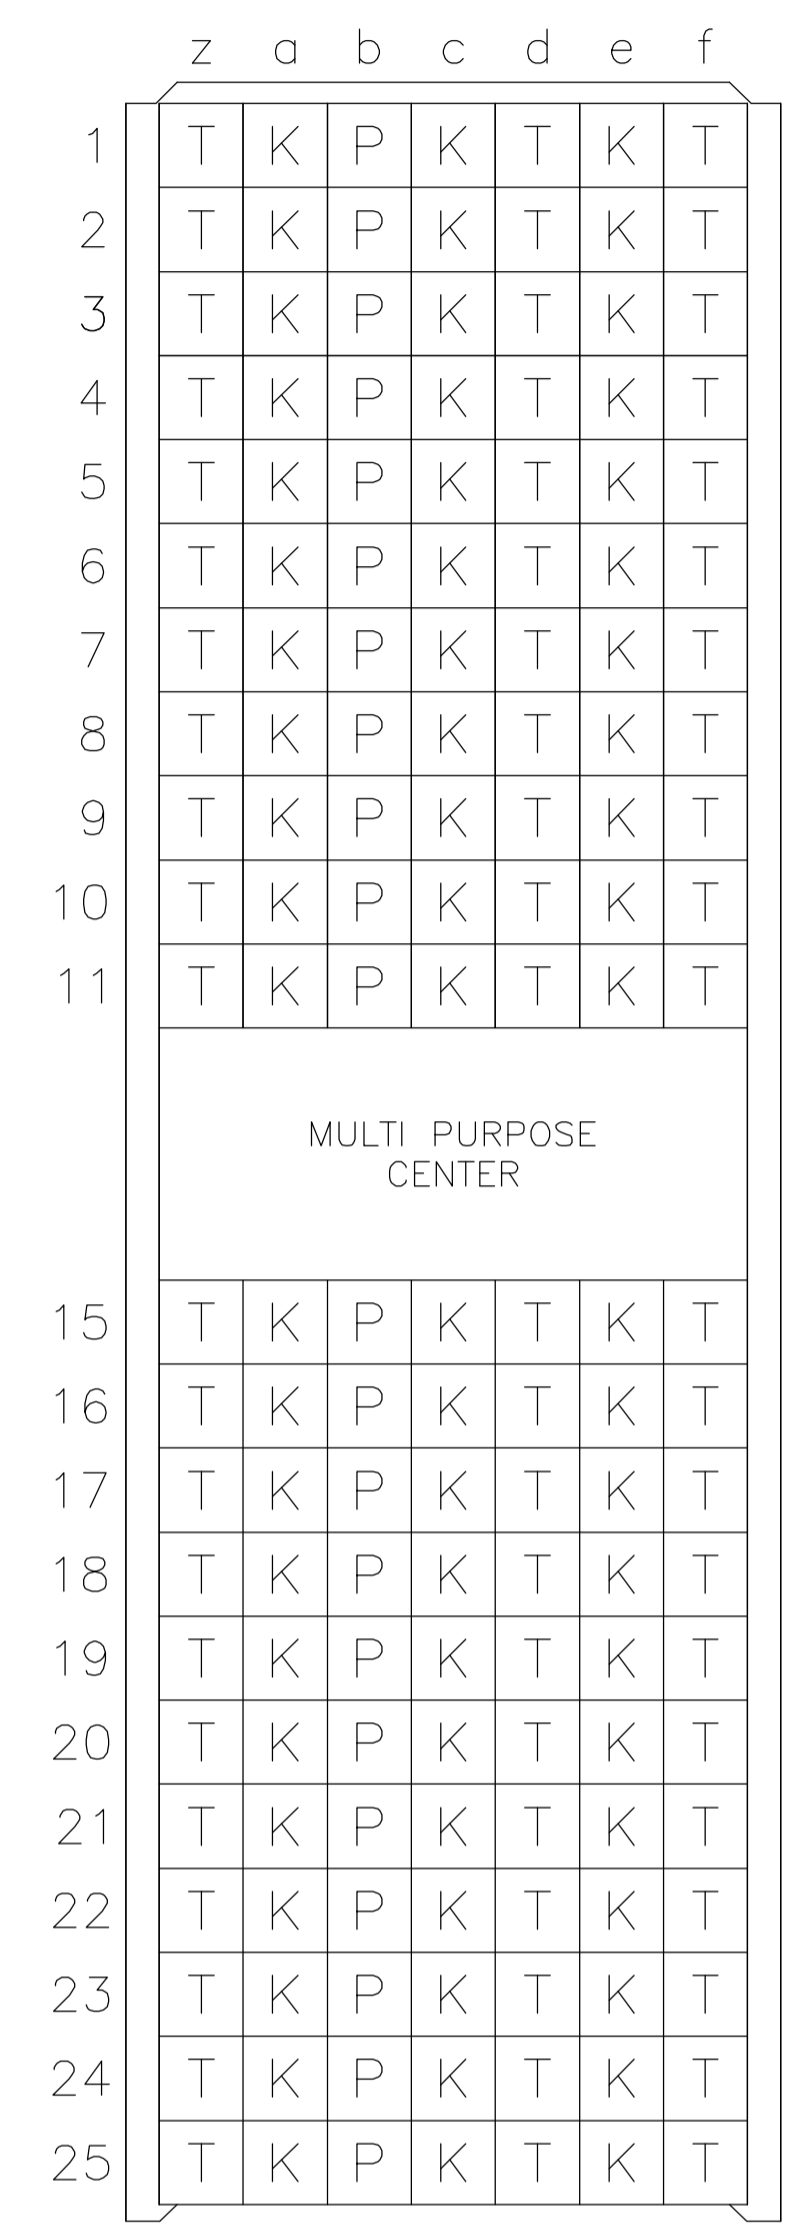 z a b c d e f
1 T K P K T K T
2 T K P K T K T
3 T K P K T K T
4 T K P K T K T
5 T K P K T K T
6 T K P K T K T
7 T K P K T K T
8 T K P K T K T
9 T K P K T K T
10 T K P K T K T
11 T K P K T K T
MULTI PURPOSE
CENTER
15 T K P K T K T
16 T K P K T K T
17 T K P K T K T
18 T K P K T K T
19 T K P K T K T
20 T K P K T K T
21 T K P K T K T
22 T K P K T K T
23 T K P K T K T
24 T K P K T K T
25 T K P K T K T